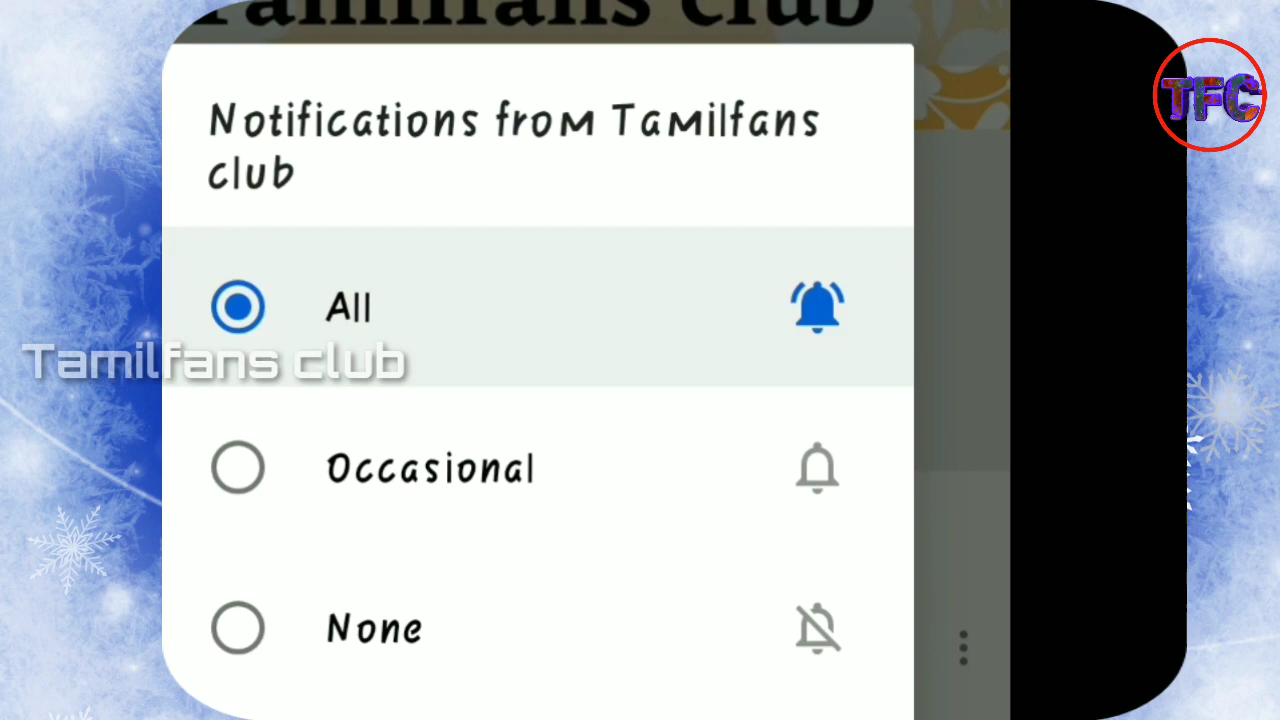 Tamilfans club
TFC
Notifications from Tamilfans
club
All
Tamilfans club
Occasional
None